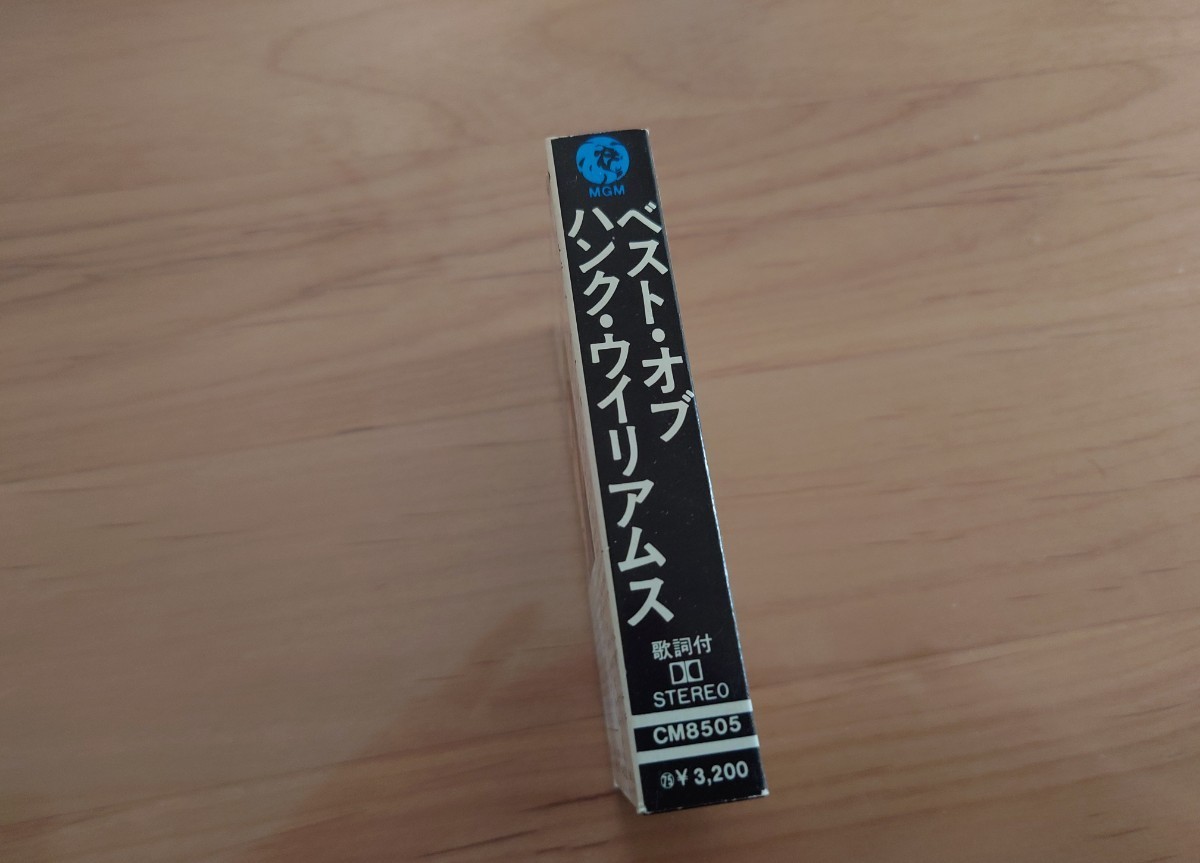 MGM
ベスト・オブ
ハンク・ウイリアムス
歌詞付
STEREO
CM8505
㊄¥3,200